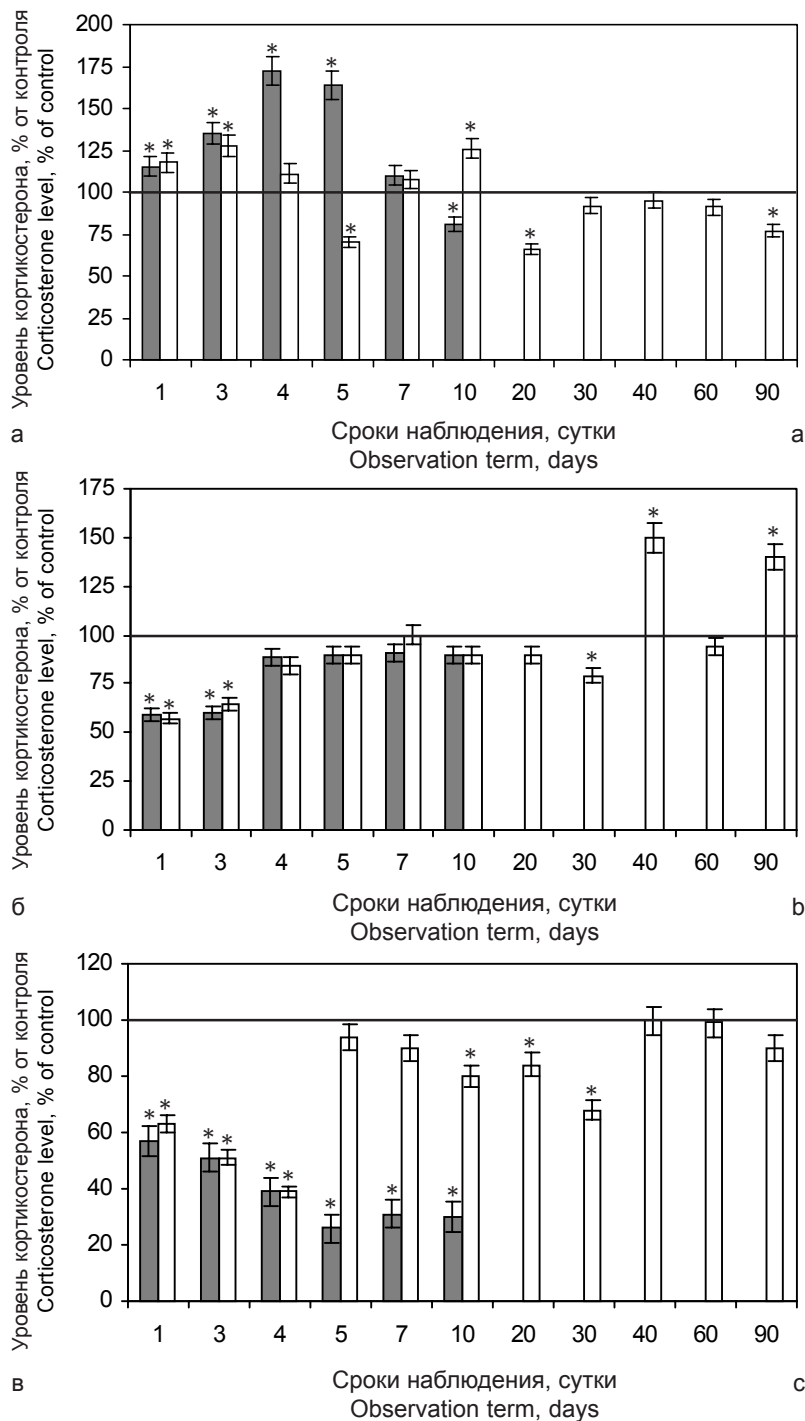 Уровень кортикостерона, % от контроля
Corticosterone level, % of control
200
175
150
125
100
75
50
25
0
* * * * * * * * * * *
1 3 4 5 7 10 20 30 40 60 90
а
Сроки наблюдения, сутки
a
Observation term, days
Уровень кортикостерона, % от контроля
Corticosterone level, % of control
175
150
125
100
75
50
25
0
* * * * * * *
1 3 4 5 7 10 20 30 40 60 90
б
Сроки наблюдения, сутки
b
Observation term, days
Уровень кортикостерона, % от контроля
Corticosterone level, % of control
120
100
80
60
40
20
0
* * * * * * * * * * * *
1 3 4 5 7 10 20 30 40 60 90
в
Сроки наблюдения, сутки
c
Observation term, days